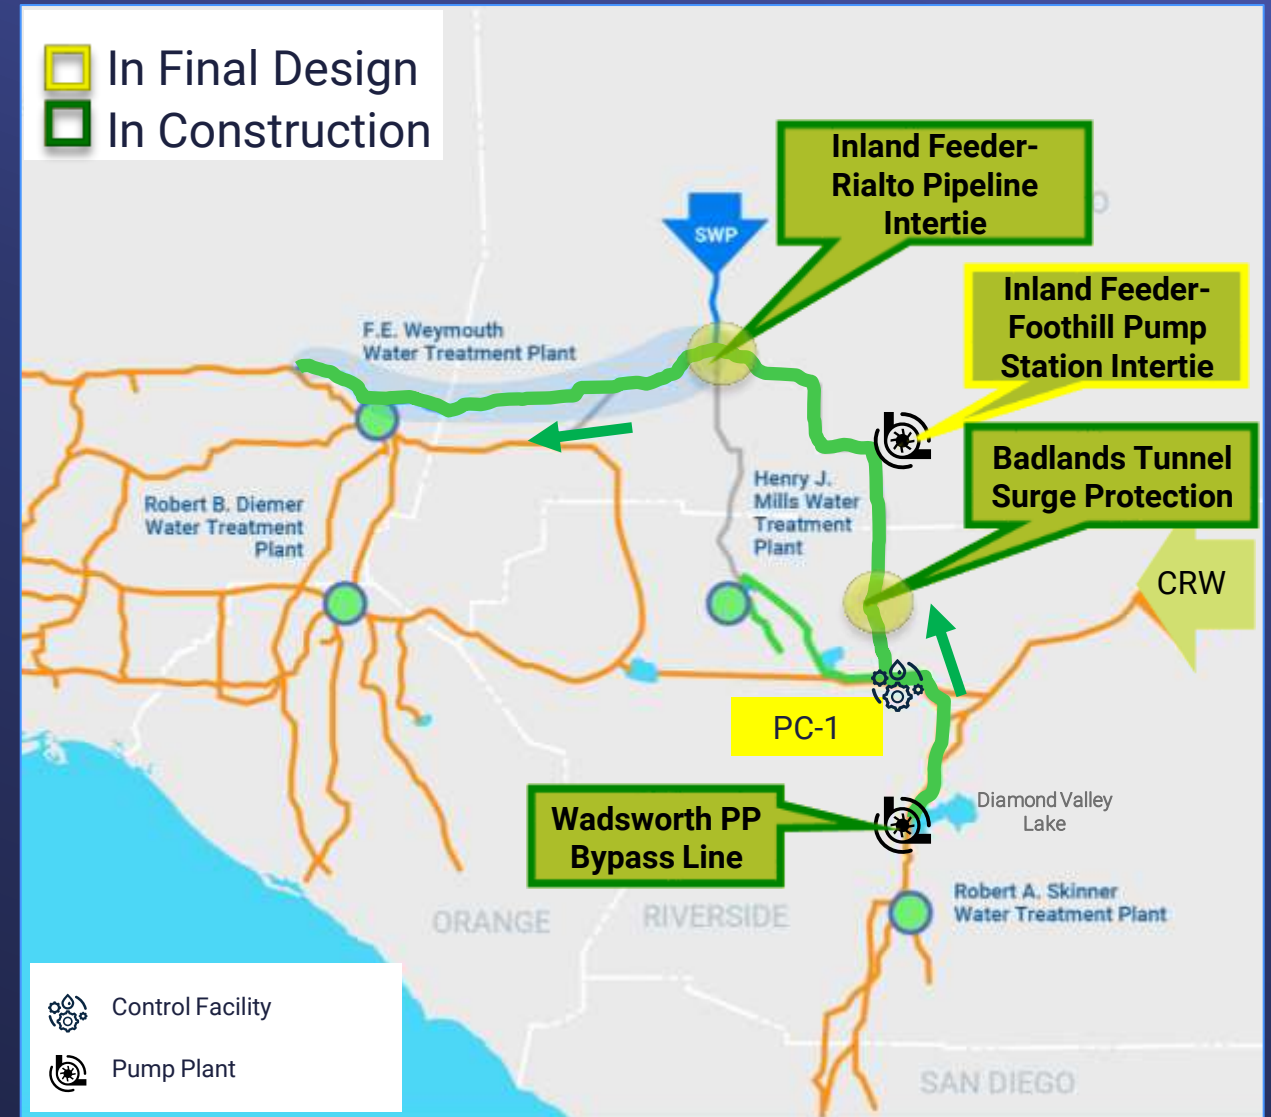 In Final Design
In Construction
Inland Feeder-
Rialto Pipeline
Intertie
O
SWP
Inland Feeder-
Foothill Pump
Station Intertie
F.E. Weymouth
Water Treatment Plant
Badlands Tunnel
Surge Protection
Henry J.
Mills Water
Treatment
Plant
Robert B. Diemer
Water Treatment
Plant
CRW
PC-1
Wadsworth PP
Bypass Line
Diamond Valley
Lake
Robert A. Skinner
Water Treatment Plant
ORANGE
RIVERSIDE
Control Facility
Pump Plant
SAN DIEGO